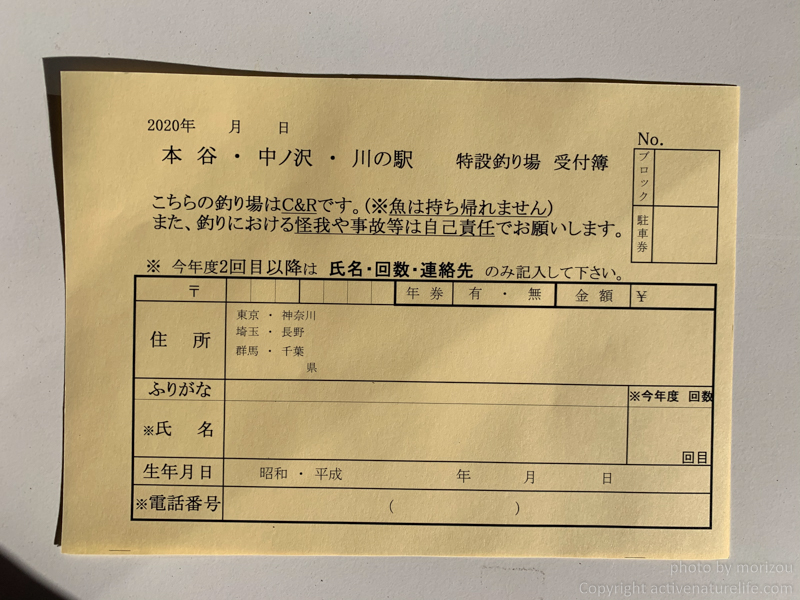 2020年　　月　　日
No.
本 谷 ・ 中ノ沢 ・ 川の駅　　特設釣り場 受付簿
ブロック
駐車券
こちらの釣り場はC&Rです。(※魚は持ち帰れません)
また、釣りにおける怪我や事故等は自己責任でお願いします。
※ 今年度2回目以降は 氏名・回数・連絡先 のみ記入して下さい。
〒　年 券　有 ・ 無　金 額　¥
住 所
東京 ・ 神奈川
埼玉 ・ 長野
群馬 ・ 千葉
県
ふりがな
※今年度 回数
※氏 名
回目
生年月日　昭和 ・ 平成　　年　　月　　日
※電話番号　(　　)
photo by morizou
Copyright activenaturelife.com